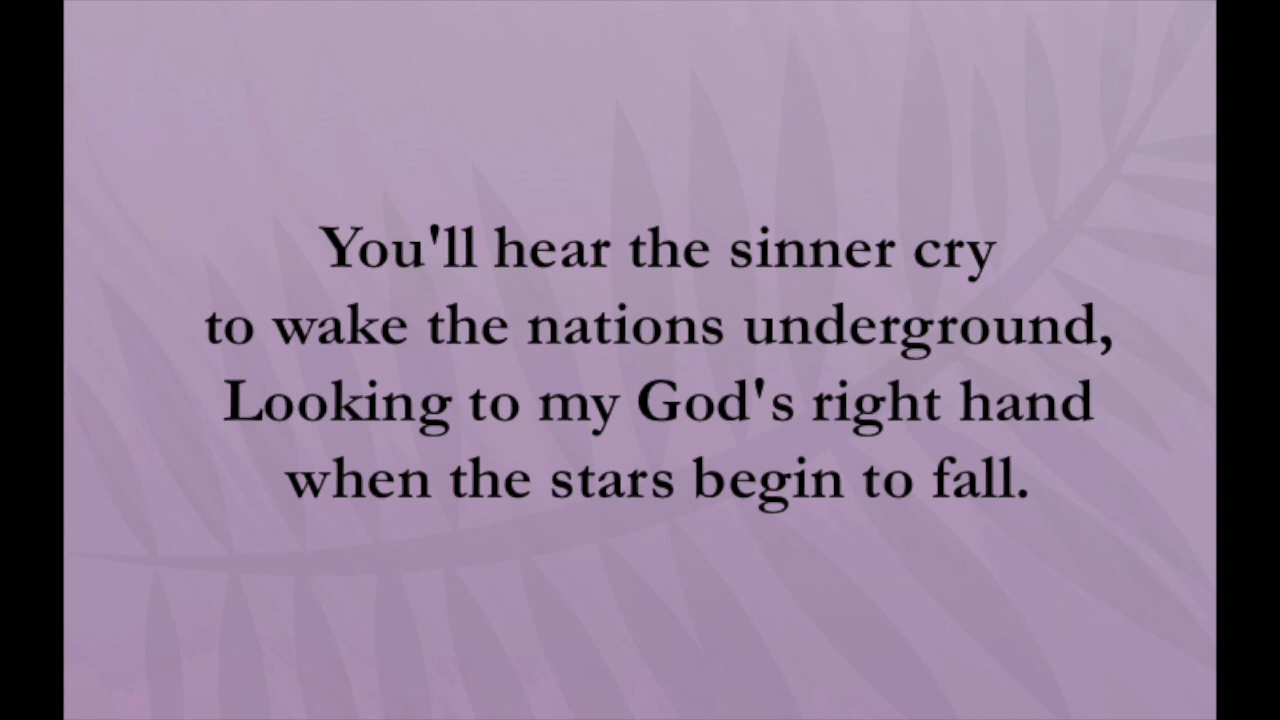 You'll hear the sinner cry
to wake the nations underground,
Looking to my God's right hand
when the stars begin to fall.